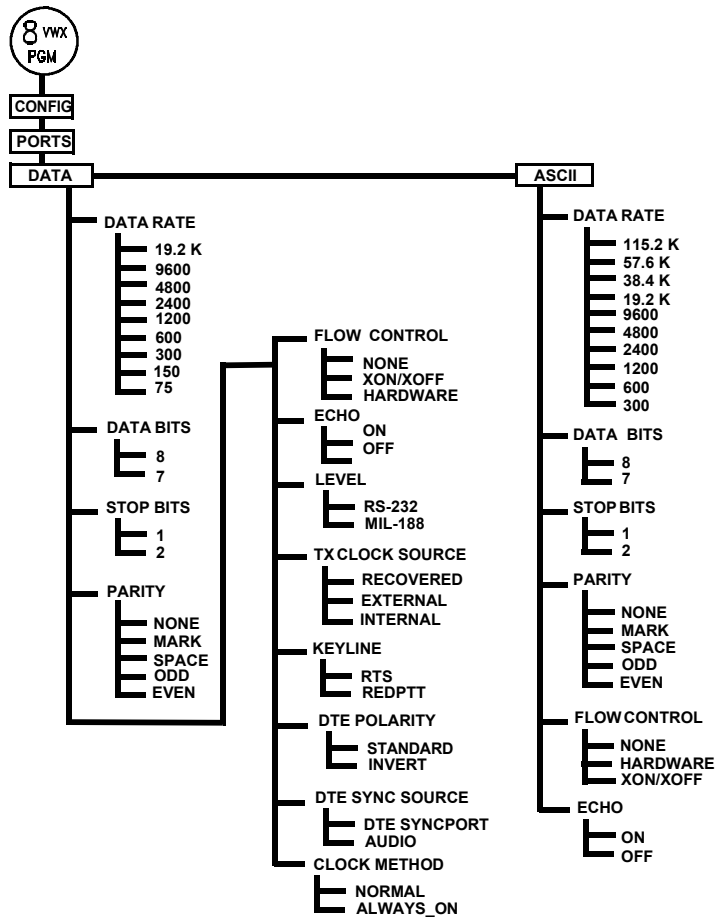 8 VWX
PGM
CONFIG
PORTS
DATA
DATA RATE
19.2 K
9600
4800
2400
1200
600
300
150
75
DATA BITS
8
7
STOP BITS
1
2
PARITY
NONE
MARK
SPACE
ODD
EVEN
FLOW CONTROL
NONE
XON/XOFF
HARDWARE
ECHO
ON
OFF
LEVEL
RS-232
MIL-188
TX CLOCK SOURCE
RECOVERED
EXTERNAL
INTERNAL
KEYLINE
RTS
REDPTT
DTE POLARITY
STANDARD
INVERT
DTE SYNC SOURCE
DTE SYNCPORT
AUDIO
CLOCK METHOD
NORMAL
ALWAYS_ON
ASCII
DATA RATE
115.2 K
57.6 K
38.4 K
19.2 K
9600
4800
2400
1200
600
300
DATA BITS
8
7
STOP BITS
1
2
PARITY
NONE
MARK
SPACE
ODD
EVEN
FLOW CONTROL
NONE
HARDWARE
XON/XOFF
ECHO
ON
OFF